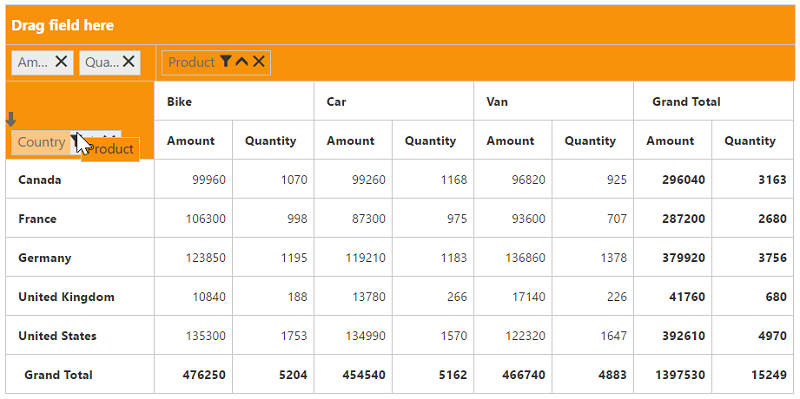 Drag field here
Am... Qua... Product
Bike Car Van Grand Total
Country Product
Amount Quantity Amount Quantity Amount Quantity Amount Quantity
Canada 99960 1070 99260 1168 96820 925 296040 3163
France 106300 998 87300 975 93600 707 287200 2680
Germany 123850 1195 119210 1183 136860 1378 379920 3756
United Kingdom 10840 188 13780 266 17140 226 41760 680
United States 135300 1753 134990 1570 122320 1647 392610 4970
Grand Total 476250 5204 454540 5162 466740 4883 1397530 15249